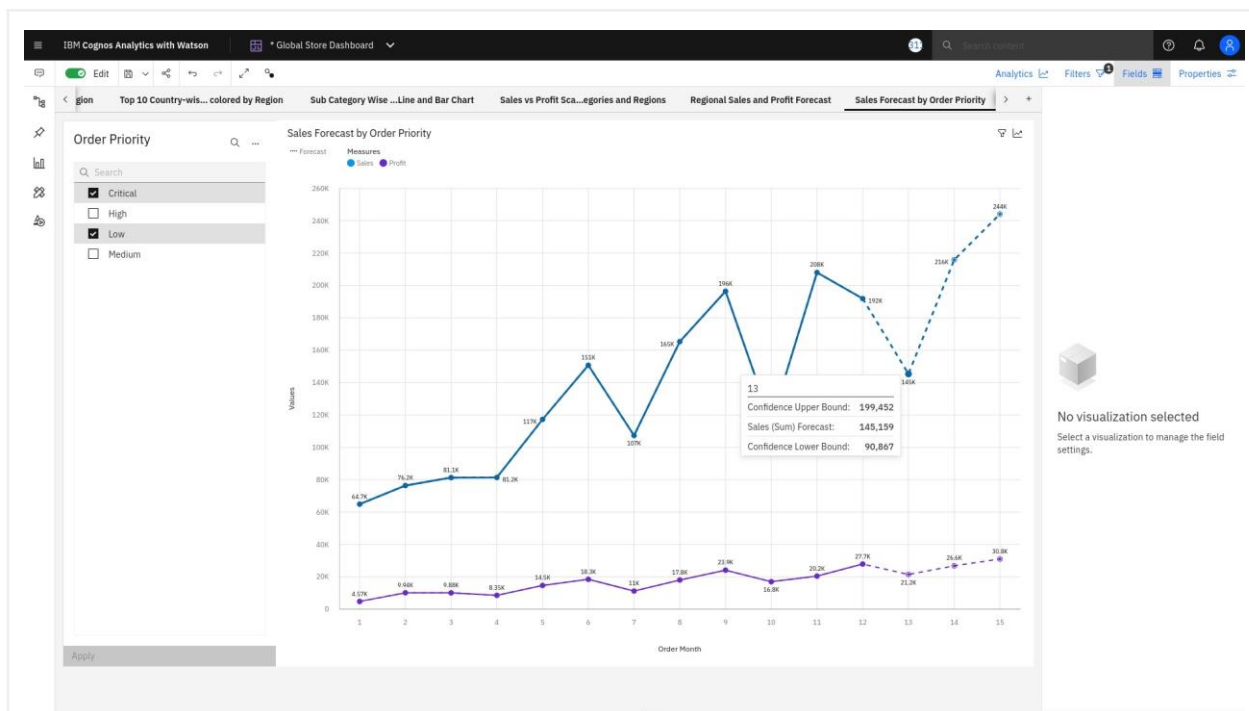 IBM Cognos Analytics with Watson
* Global Store Dashboard
31
Search content
Edit
Analytics
Filters
1
Fields
Properties
gion
Top 10 Country-wis... colored by Region
Sub Category Wise ...Line and Bar Chart
Sales vs Profit Sca...egories and Regions
Regional Sales and Profit Forecast
Sales Forecast by Order Priority
Order Priority
Search
Critical
High
Low
Medium
Apply
Sales Forecast by Order Priority
Forecast
Measures
Sales
Profit
Values
260K
240K
220K
200K
180K
160K
140K
120K
100K
80K
60K
40K
20K
0
64.7K
76.2K
81.1K
81.2K
117K
151K
107K
165K
196K
208K
192K
145K
216K
244K
13
Confidence Upper Bound: 199,452
Sales (Sum) Forecast: 145,159
Confidence Lower Bound: 90,867
4.57K
9.94K
9.88K
8.35K
14.5K
18.3K
11K
17.8K
23.9K
16.8K
20.2K
27.7K
21.2K
26.6K
30.8K
1 2 3 4 5 6 7 8 9 10 11 12 13 14 15
Order Month
No visualization selected
Select a visualization to manage the field
settings.